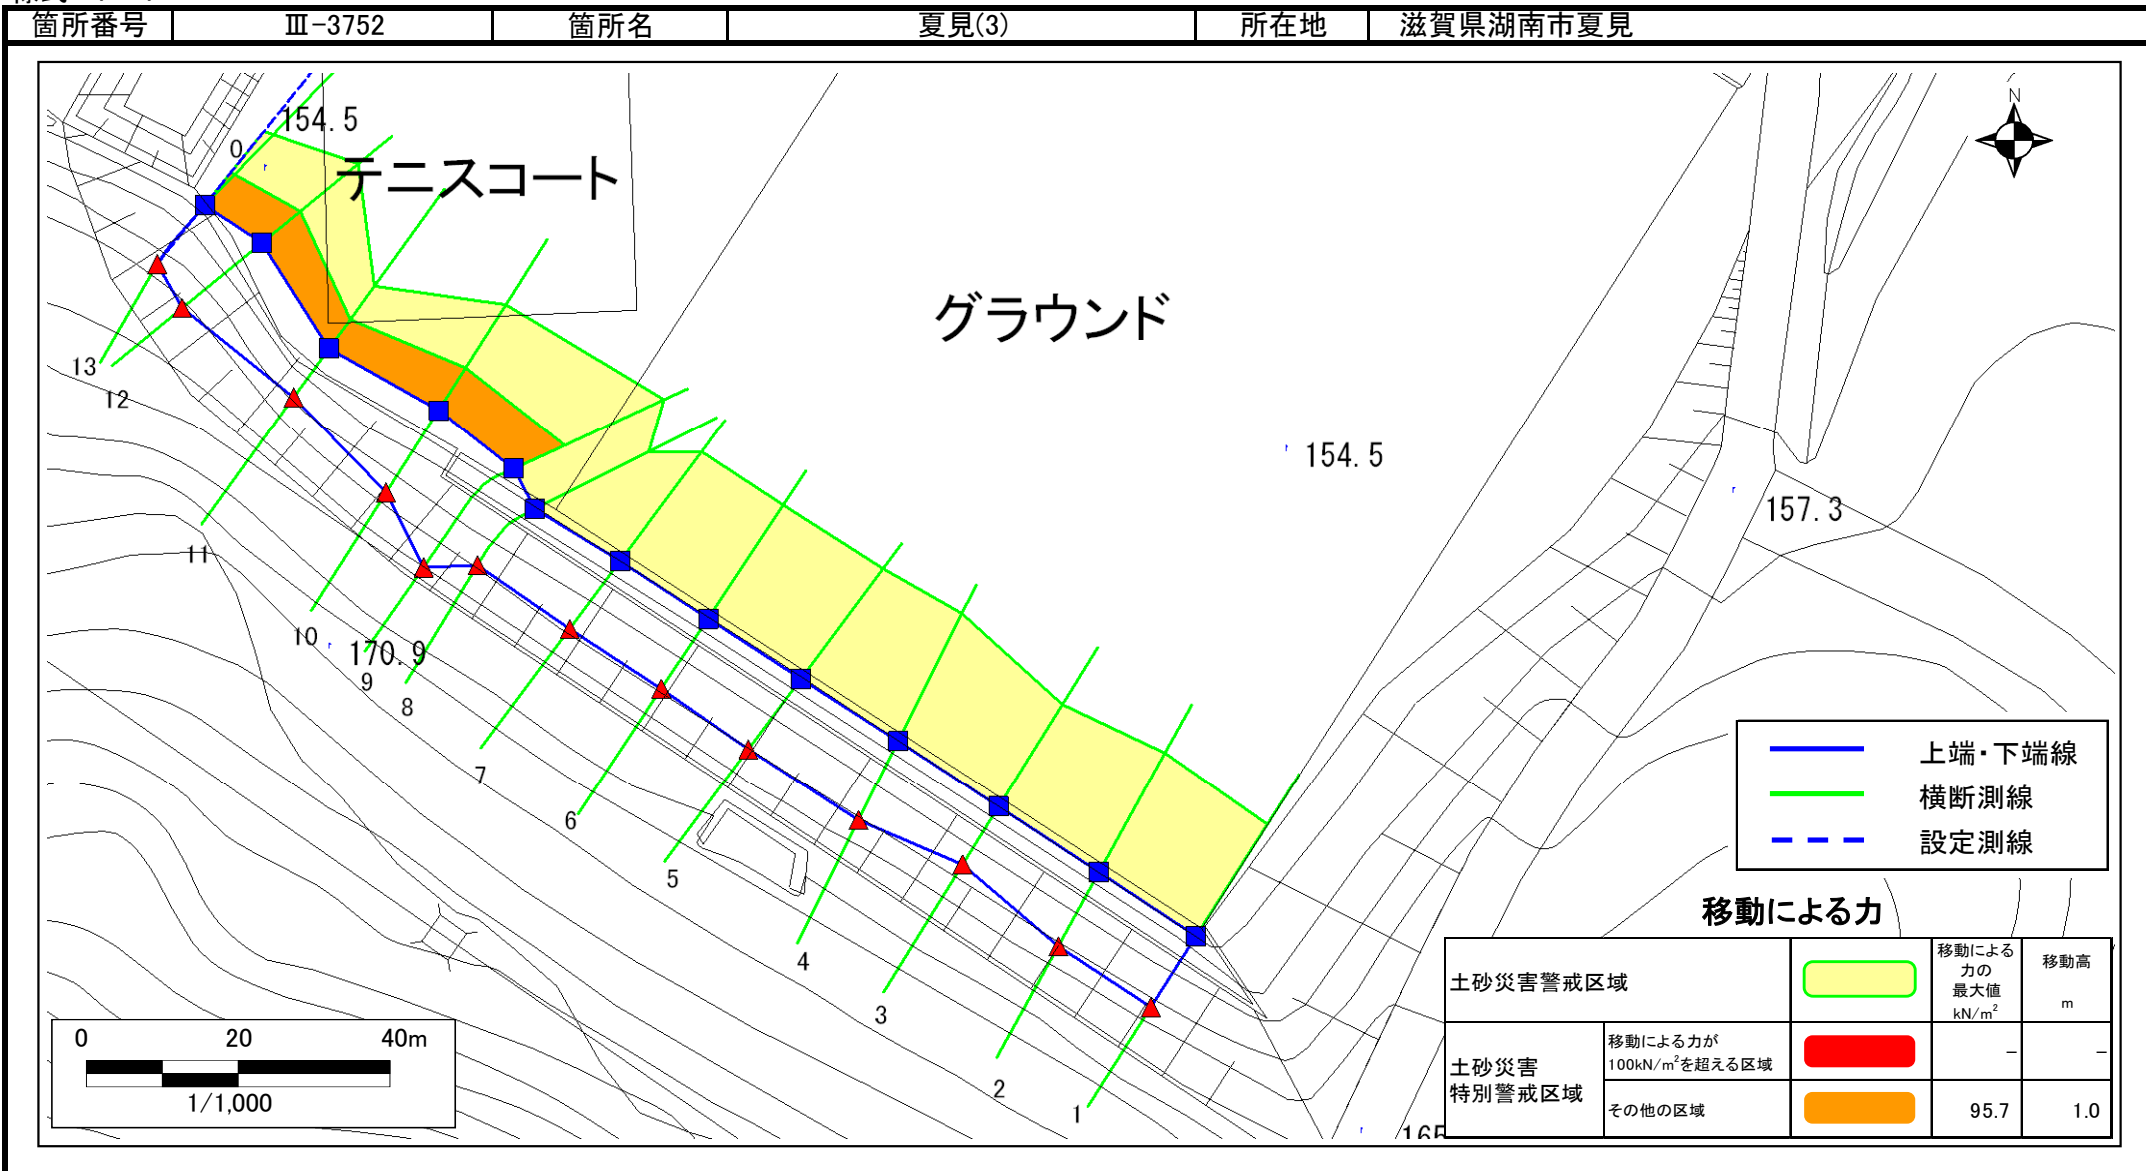 箇所番号 Ⅲ-3752 箇所名 夏見(3) 所在地 滋賀県湖南市夏見
N
154.5
0
テニスコート
グラウンド
154.5
157.3
13
12
11
10
170.9
9
8
7
6
5
4
3
2
1
上端・下端線
横断測線
設定測線
移動による力
土砂災害警戒区域
移動による力の最大値 kN/m²
移動高 m
土砂災害特別警戒区域
移動による力が100kN/m²を超える区域
－ －
その他の区域 95.7 1.0
0 20 40m
1/1,000
165